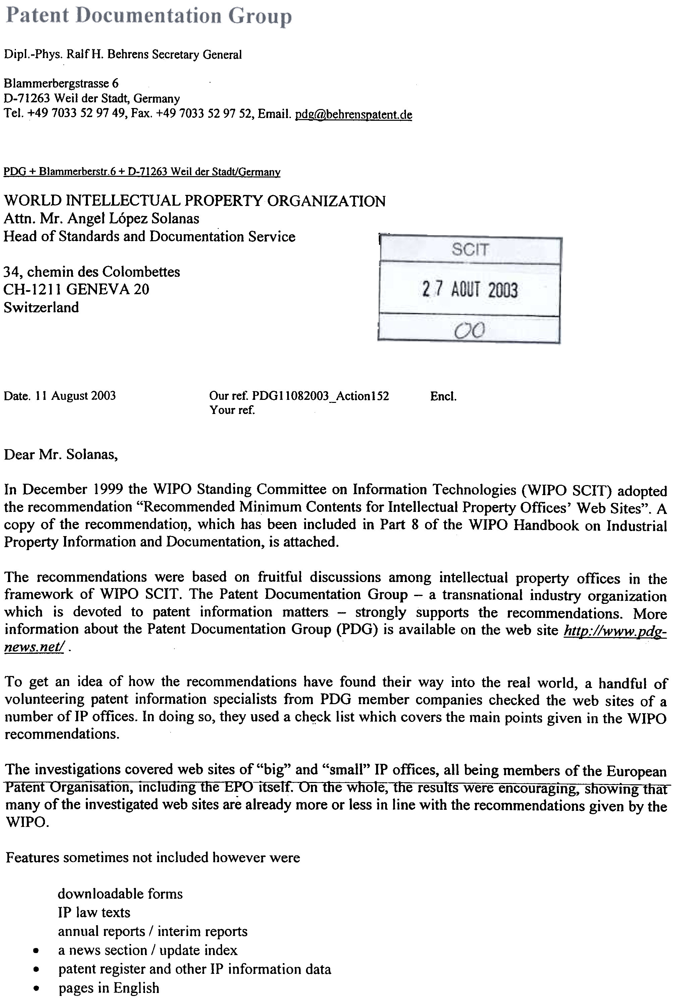 Patent Documentation Group
Dipl.-Phys. Ralf H. Behrens Secretary General
Blammerbergstrasse 6
D-71263 Weil der Stadt, Germany
Tel. +49 7033 52 97 49, Fax. +49 7033 52 97 52, Email. pdg@behrenspatent.de
PDG + Blammerberstr.6 + D-71263 Weil der Stadt/Germany
WORLD INTELLECTUAL PROPERTY ORGANIZATION
Attn. Mr. Angel López Solanas
Head of Standards and Documentation Service
34, chemin des Colombettes
CH-1211 GENEVA 20
Switzerland
SCIT
27 AOUT 2003
00
Date. 11 August 2003 Our ref. PDG11082003_Action152 Encl.
Your ref.
Dear Mr. Solanas,
In December 1999 the WIPO Standing Committee on Information Technologies (WIPO SCIT) adopted
the recommendation “Recommended Minimum Contents for Intellectual Property Offices’ Web Sites”. A
copy of the recommendation, which has been included in Part 8 of the WIPO Handbook on Industrial
Property Information and Documentation, is attached.
The recommendations were based on fruitful discussions among intellectual property offices in the
framework of WIPO SCIT. The Patent Documentation Group – a transnational industry organization
which is devoted to patent information matters – strongly supports the recommendations. More
information about the Patent Documentation Group (PDG) is available on the web site http://www.pdg-
news.net/ .
To get an idea of how the recommendations have found their way into the real world, a handful of
volunteering patent information specialists from PDG member companies checked the web sites of a
number of IP offices. In doing so, they used a check list which covers the main points given in the WIPO
recommendations.
The investigations covered web sites of “big” and “small” IP offices, all being members of the European
Patent Organisation, including the EPO itself. On the whole, the results were encouraging, showing that
many of the investigated web sites are already more or less in line with the recommendations given by the
WIPO.
Features sometimes not included however were
downloadable forms
IP law texts
annual reports / interim reports
• a news section / update index
• patent register and other IP information data
• pages in English